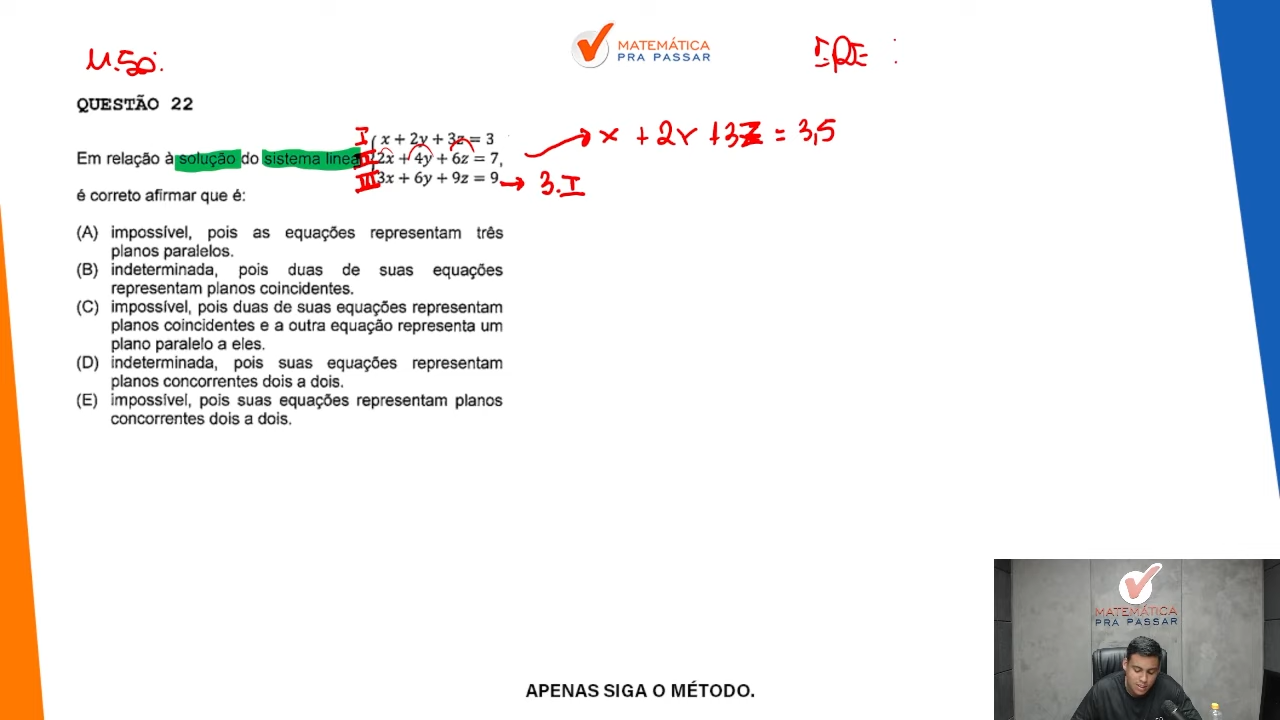 MATEMÁTICA
PRA PASSAR
QUESTÃO 22
I x + 2y + 3z = 3
Em relação à solução do sistema linea 2x + 4y + 6z = 7,
III 3x + 6y + 9z = 9
x + 2y + 3z = 3,5
3.I
é correto afirmar que é:
(A) impossível, pois as equações representam três
planos paralelos.
(B) indeterminada, pois duas de suas equações
representam planos coincidentes.
(C) impossível, pois duas de suas equações representam
planos coincidentes e a outra equação representa um
plano paralelo a eles.
(D) indeterminada, pois suas equações representam
planos concorrentes dois a dois.
(E) impossível, pois suas equações representam planos
concorrentes dois a dois.
MATEMÁTICA
PRA PASSAR
APENAS SIGA O MÉTODO.